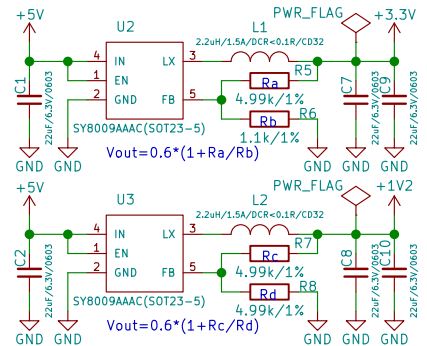 +5V
U2
L1
PWR_FLAG
+3.3V
2.2uH/1.5A/DCR<0.1R/CD32
4 IN LX 3
1 EN
2 GND FB 5
Ra R5
4.99k/1%
Rb R6
1.1k/1%
C1
22uF/6.3V/0603
C7
22uF/6.3V/0603
C9
22uF/6.3V/0603
SY8009AAAC(SOT23-5)
Vout=0.6*(1+Ra/Rb)
GND GND GND GND GND
+5V
U3
L2
PWR_FLAG
+1V2
2.2uH/1.5A/DCR<0.1R/CD32
4 IN LX 3
1 EN
2 GND FB 5
Rc R7
4.99k/1%
Rd R8
4.99k/1%
C2
22uF/6.3V/0603
C8
22uF/6.3V/0603
C10
22uF/6.3V/0603
SY8009AAAC(SOT23-5)
Vout=0.6*(1+Rc/Rd)
GND GND GND GND GND